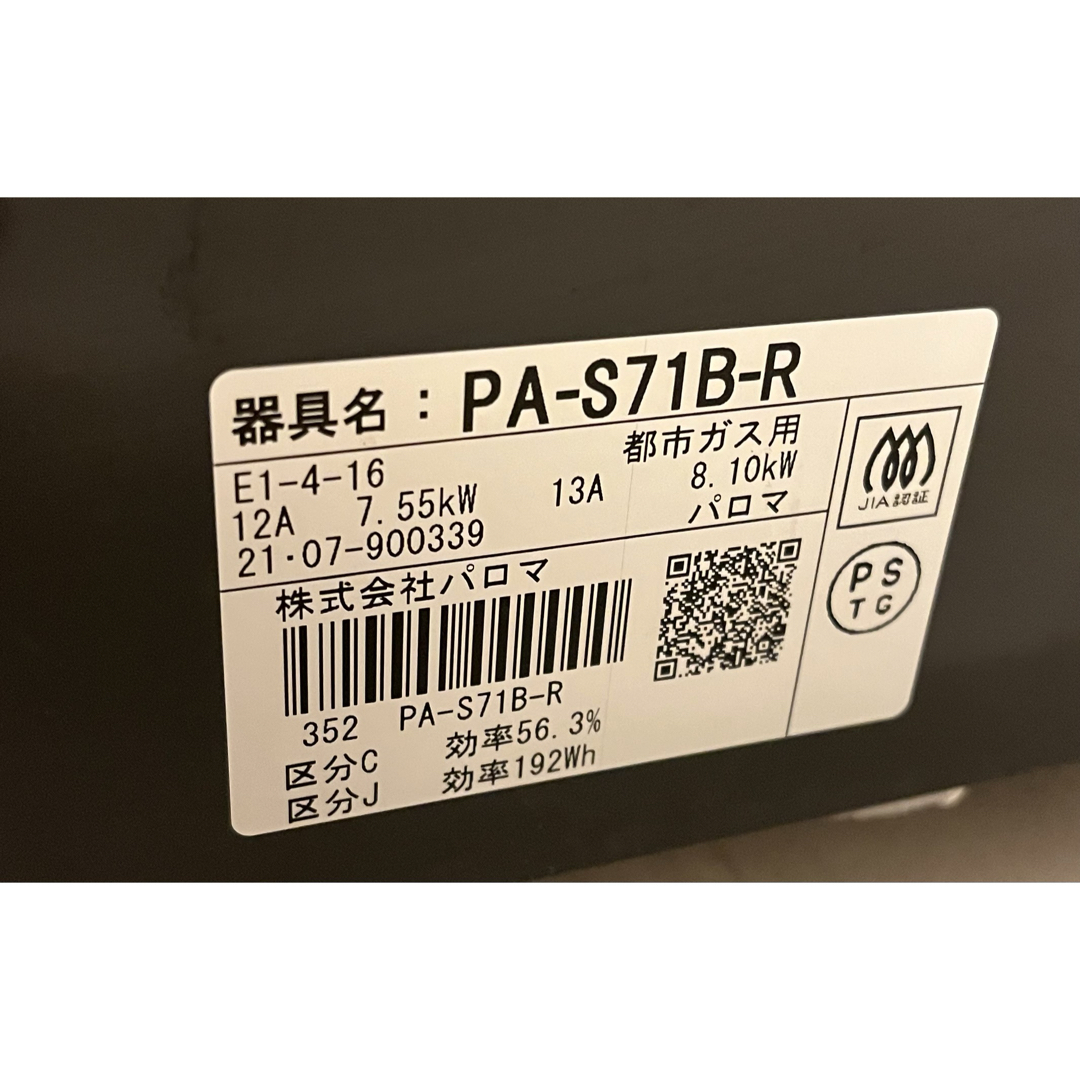 器具名：PA-S71B-R
都市ガス用
E1-4-16
12A 7.55kW 13A 8.10kW
21・07-900339 パロマ
JIA認証
株式会社パロマ
PS
TG
352 PA-S71B-R
区分C 効率56.3%
区分J 効率192Wh